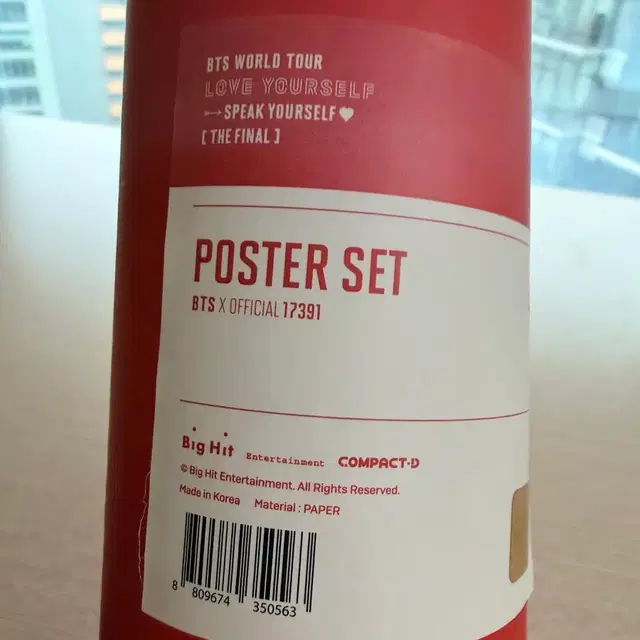 BTS WORLD TOUR
LOVE YOURSELF
SPEAK YOURSELF
[THE FINAL]
POSTER SET
BTS X OFFICIAL 17391
Big Hit Entertainment COMPACT-D
© Big Hit Entertainment. All Rights Reserved.
Made in Korea Material : PAPER
8 809674 350563